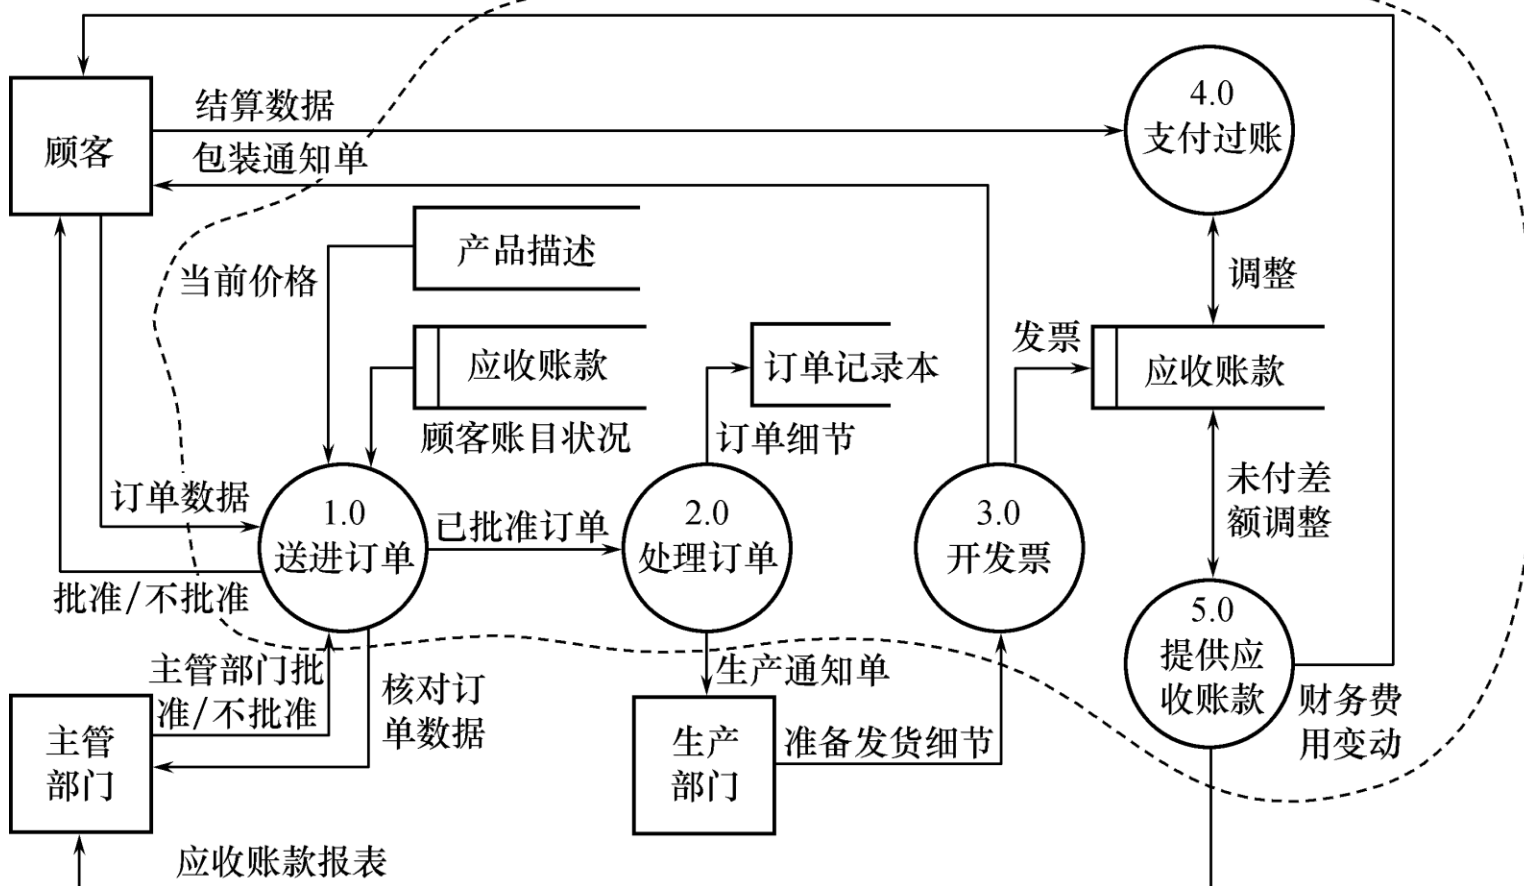 结算数据
包装通知单
顾客
4.0
支付过账
产品描述
当前价格
调整
应收账款
订单记录本
发票
应收账款
顾客账目状况
订单细节
未付差
额调整
订单数据
1.0
送进订单
已批准订单
2.0
处理订单
3.0
开发票
批准/不批准
5.0
提供应
收账款
主管部门批
准/不批准
核对订
单数据
生产通知单
财务费
用变动
主管
部门
生产
部门
准备发货细节
应收账款报表